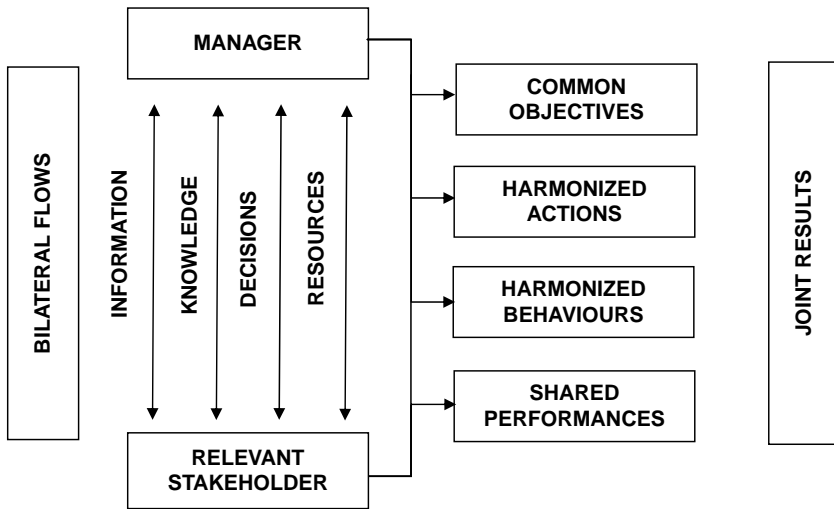 MANAGER
BILATERAL FLOWS
INFORMATION
KNOWLEDGE
DECISIONS
RESOURCES
RELEVANT
STAKEHOLDER
COMMON
OBJECTIVES
HARMONIZED
ACTIONS
HARMONIZED
BEHAVIOURS
SHARED
PERFORMANCES
JOINT RESULTS